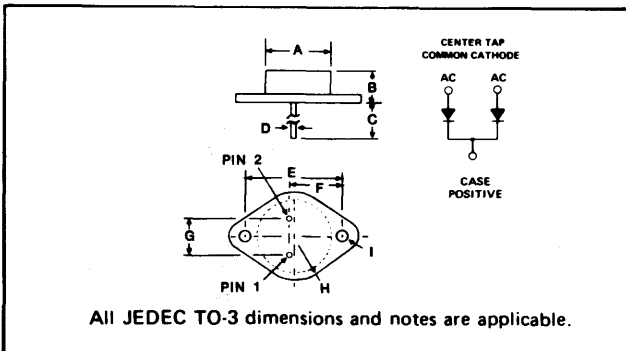 CENTER TAP
COMMON CATHODE
AC AC
A
B
C
D
CASE
POSITIVE
PIN 2
E
F
G
I
PIN 1
H
All JEDEC TO-3 dimensions and notes are applicable.